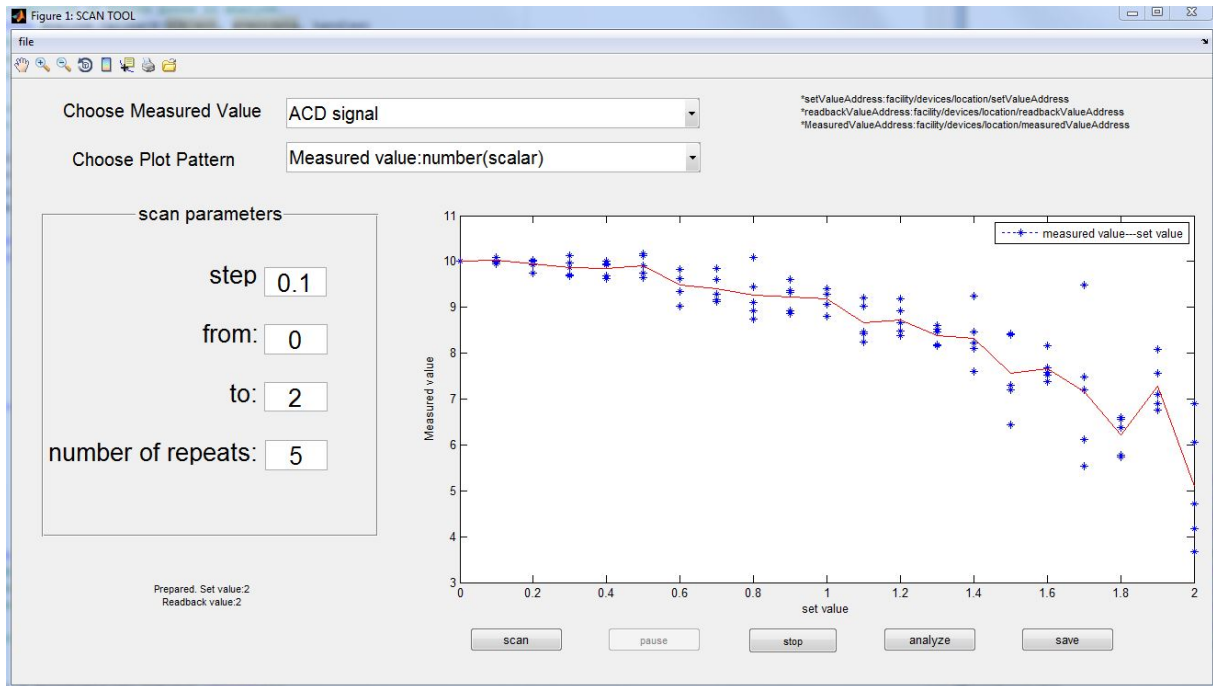 Figure 1: SCAN TOOL
file
Choose Measured Value
ACD signal
*setValueAddress:facility/devices/location/setValueAddress
*readbackValueAddress:facility/devices/location/readbackValueAddress
*MeasuredValueAddress:facility/devices/location/measuredValueAddress
Choose Plot Pattern
Measured value:number(scalar)
scan parameters
step 0.1
from: 0
to: 2
number of repeats: 5
Prepared. Set value:2
Readback value:2
measured value---set value
Measured value
11
10
9
8
7
6
5
4
3
0 0.2 0.4 0.6 0.8 1 1.2 1.4 1.6 1.8 2
set value
scan pause stop analyze save